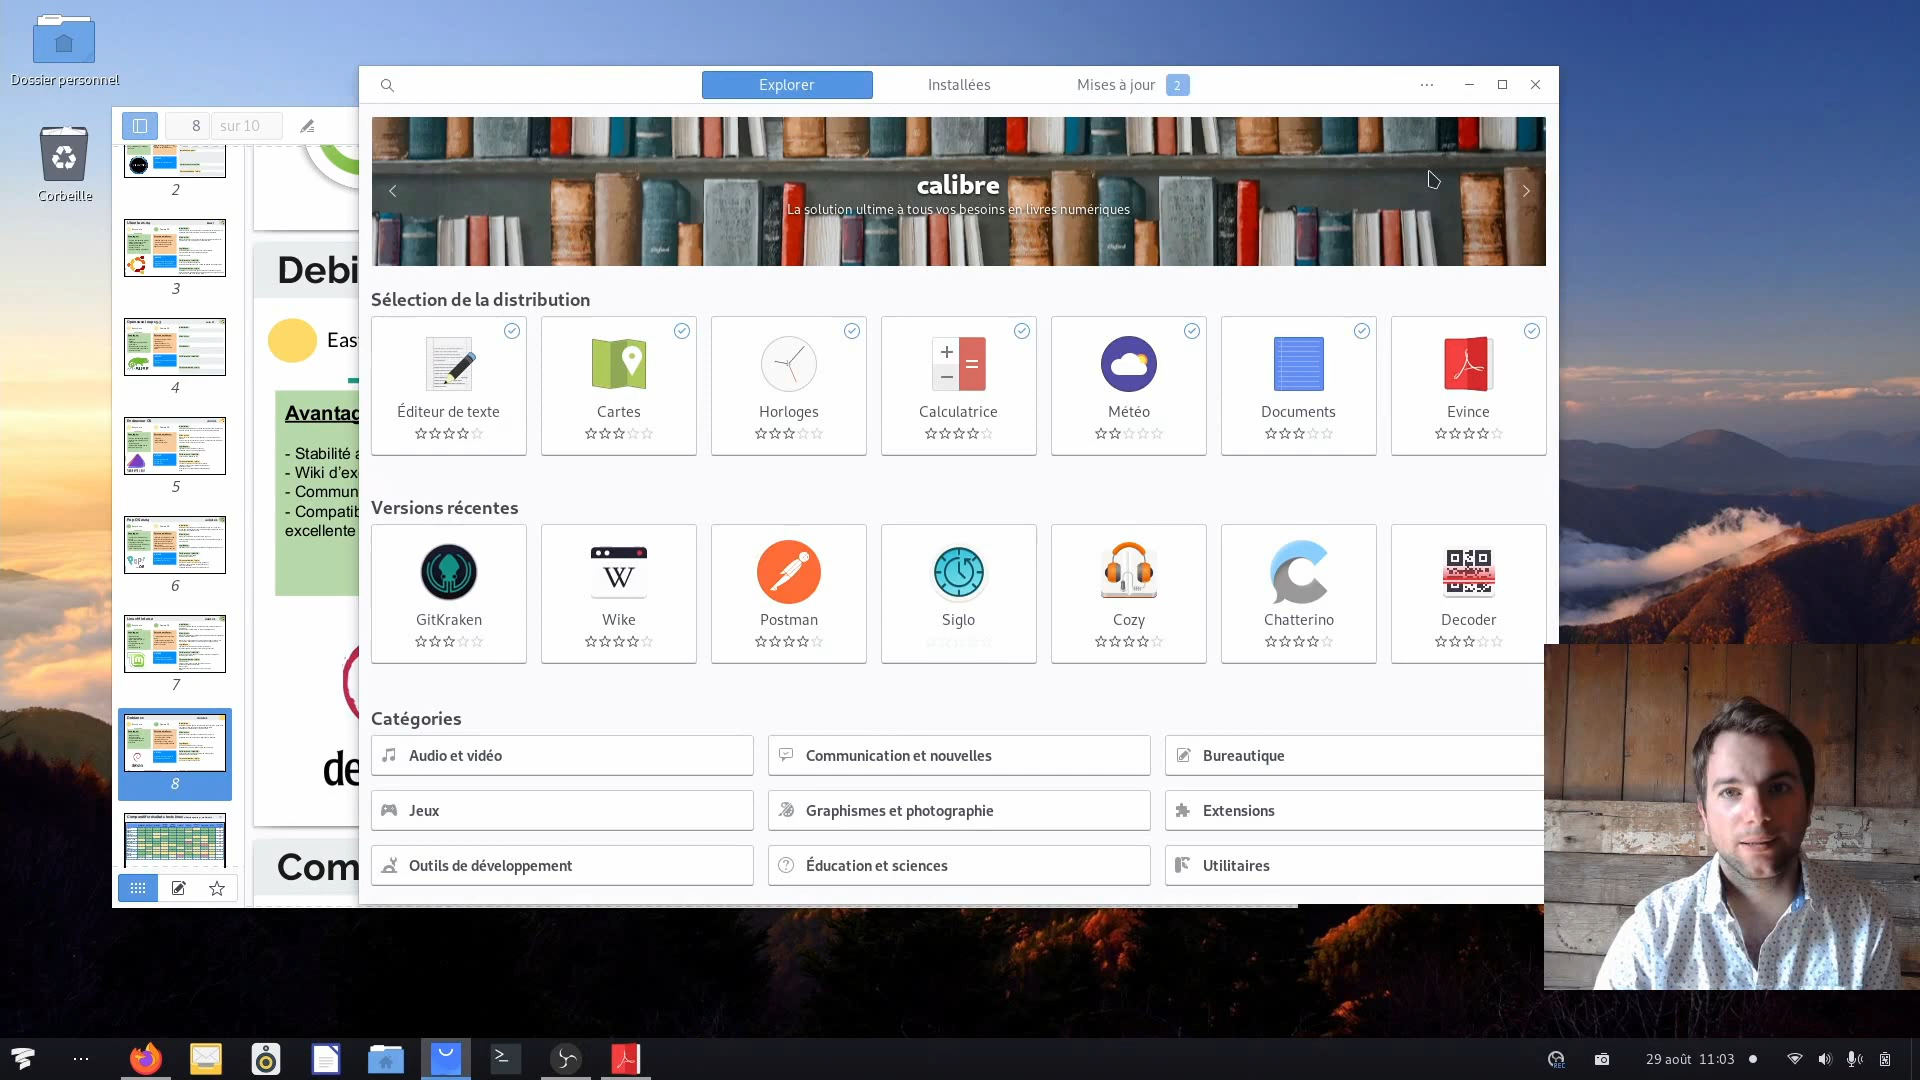 Dossier personnel
Corbeille
8
sur 10
2
3
4
5
6
7
8
Debi
Eas
Avantag
- Stabilité a
- Wiki d'ex
- Commun
- Compatib
excellente
de
Com
Explorer
Installées
Mises à jour 2
calibre
La solution ultime à tous vos besoins en livres numériques
Sélection de la distribution
Éditeur de texte
Cartes
Horloges
Calculatrice
Météo
Documents
Evince
Versions récentes
GitKraken
Wike
Postman
Siglo
Cozy
Chatterino
Decoder
Catégories
Audio et vidéo
Communication et nouvelles
Bureautique
Jeux
Graphismes et photographie
Extensions
Outils de développement
Éducation et sciences
Utilitaires
REC
29 août 11:03